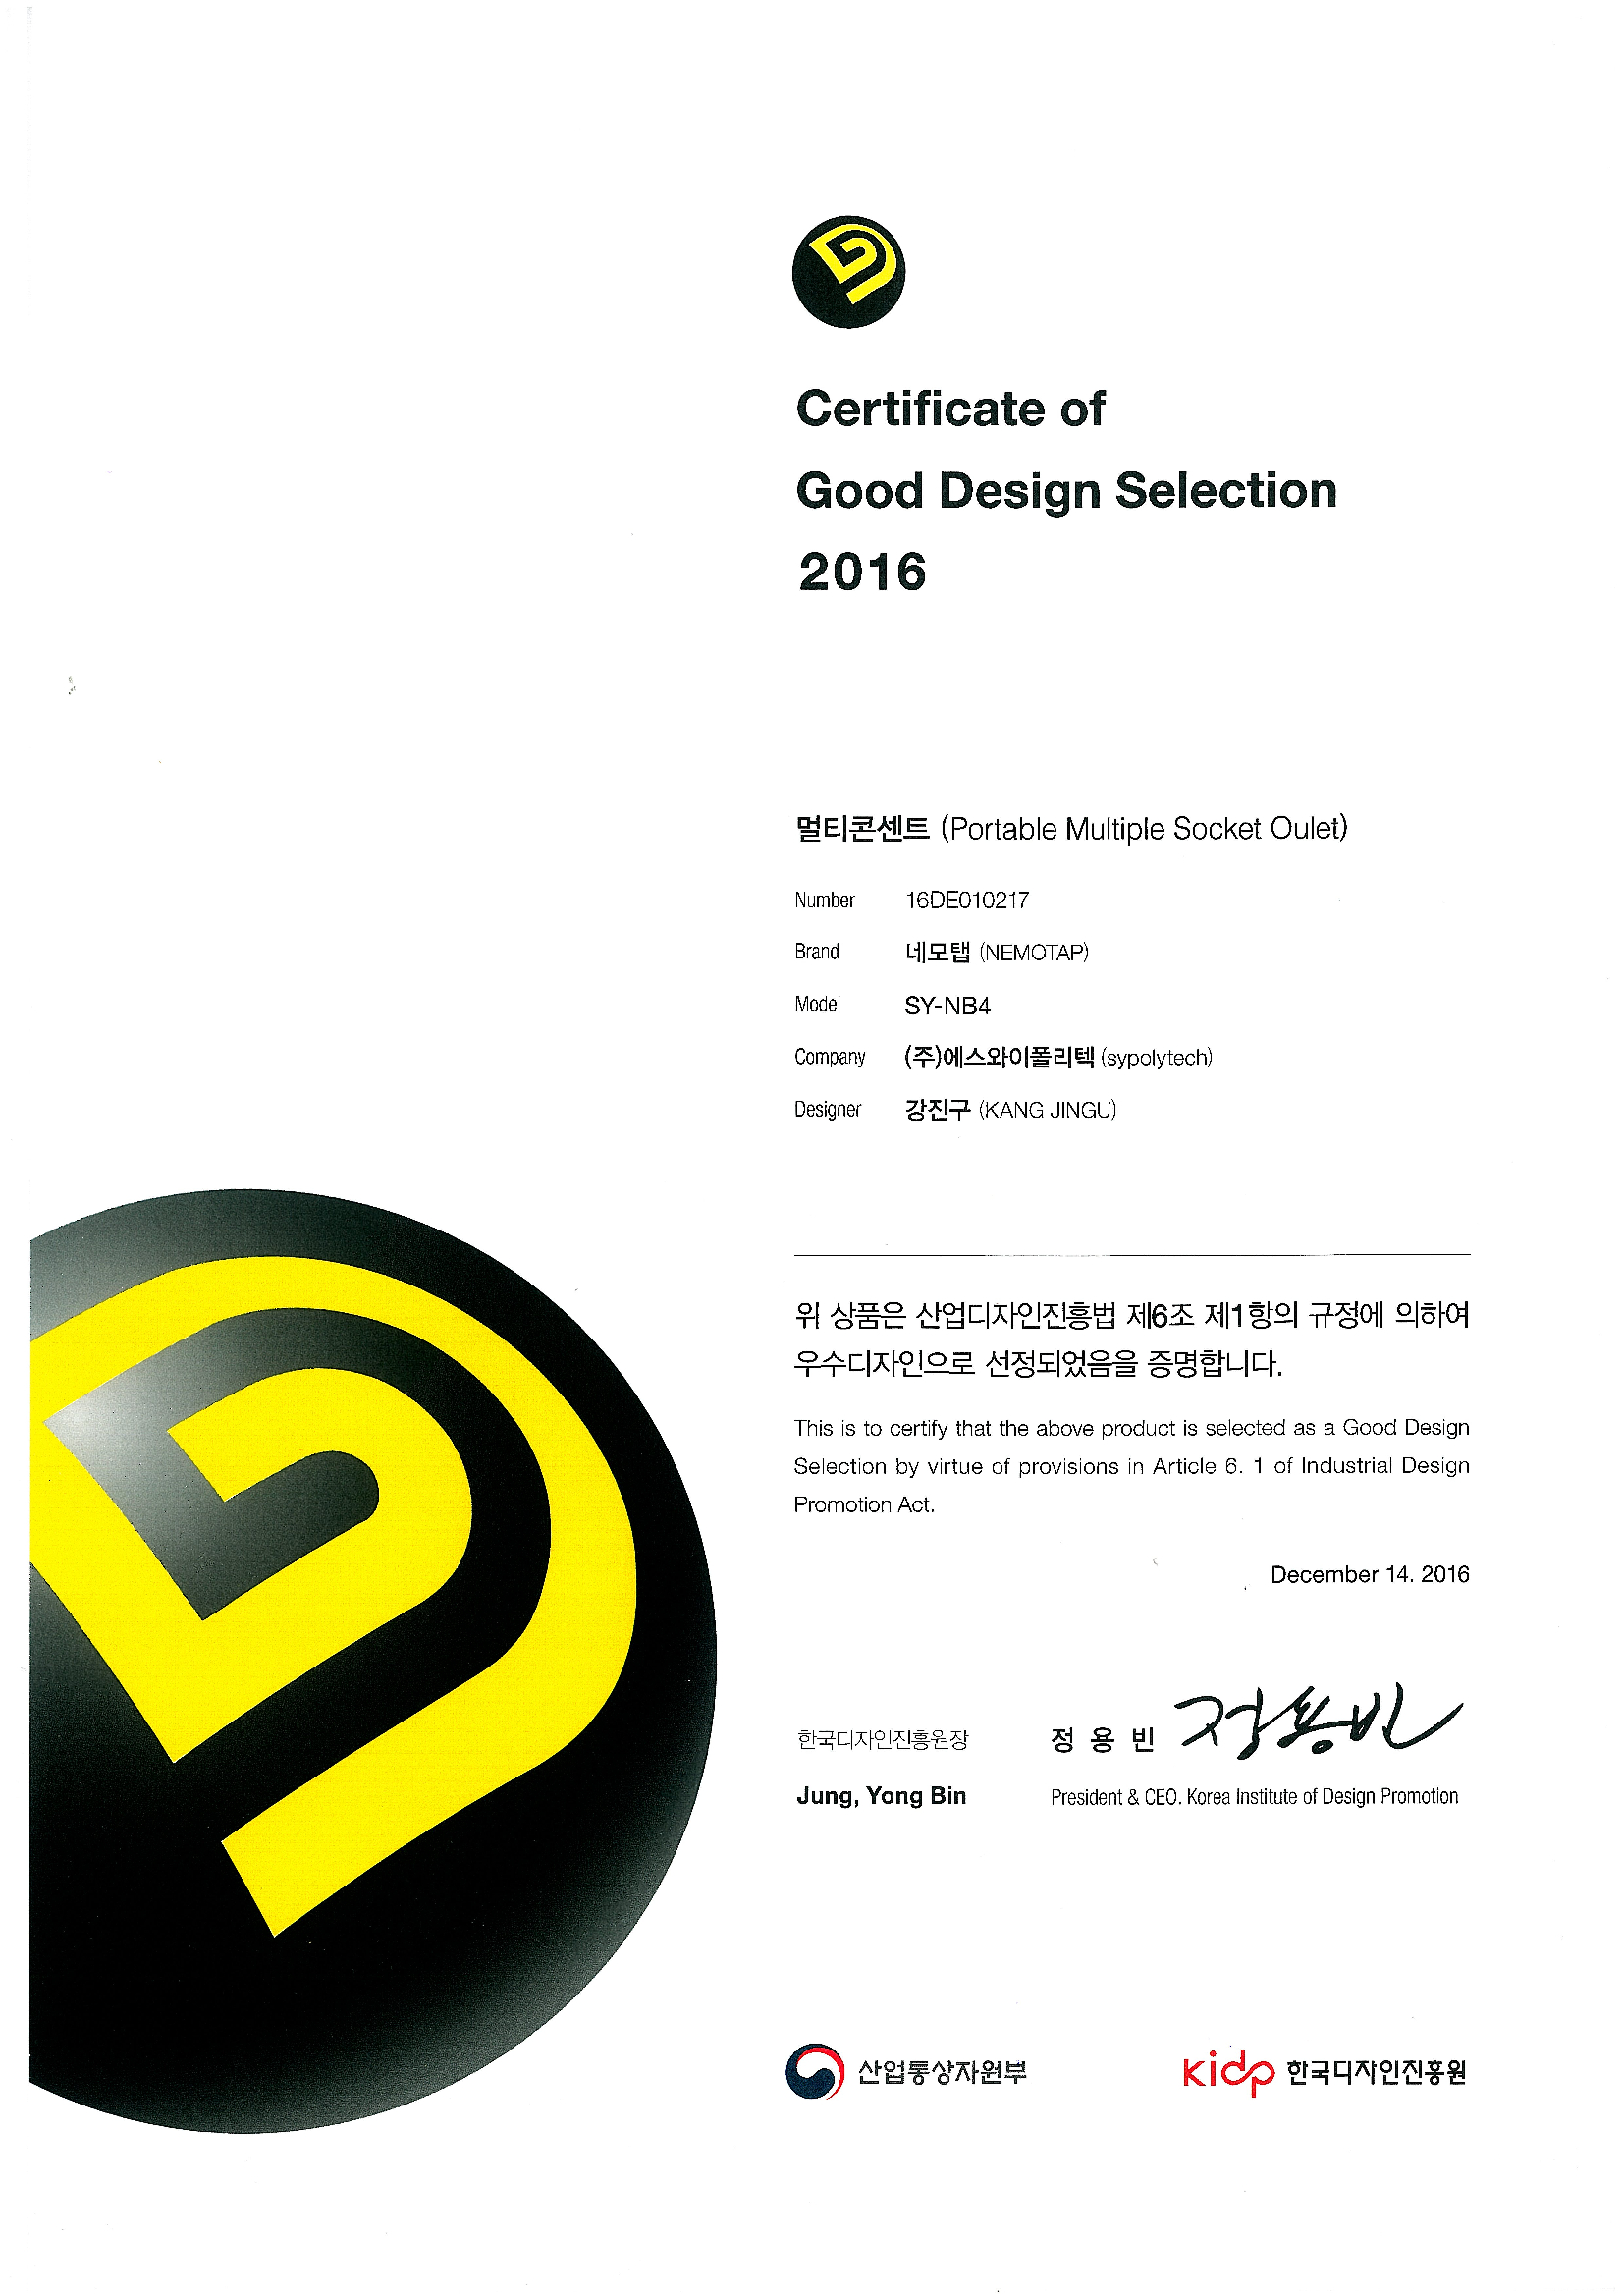 Certificate of
Good Design Selection
2016
멀티콘센트 (Portable Multiple Socket Oulet)
Number 16DE010217
Brand 네모탭 (NEMOTAP)
Model SY-NB4
Company (주)에스와이폴리텍 (sypolytech)
Designer 강진구 (KANG JINGU)
위 상품은 산업디자인진흥법 제6조 제1항의 규정에 의하여
우수디자인으로 선정되었음을 증명합니다.
This is to certify that the above product is selected as a Good Design
Selection by virtue of provisions in Article 6. 1 of Industrial Design
Promotion Act.
December 14. 2016
한국디자인진흥원장 정 용 빈 정용빈
Jung, Yong Bin President & CEO. Korea Institute of Design Promotion
산업통상자원부 kidp 한국디자인진흥원